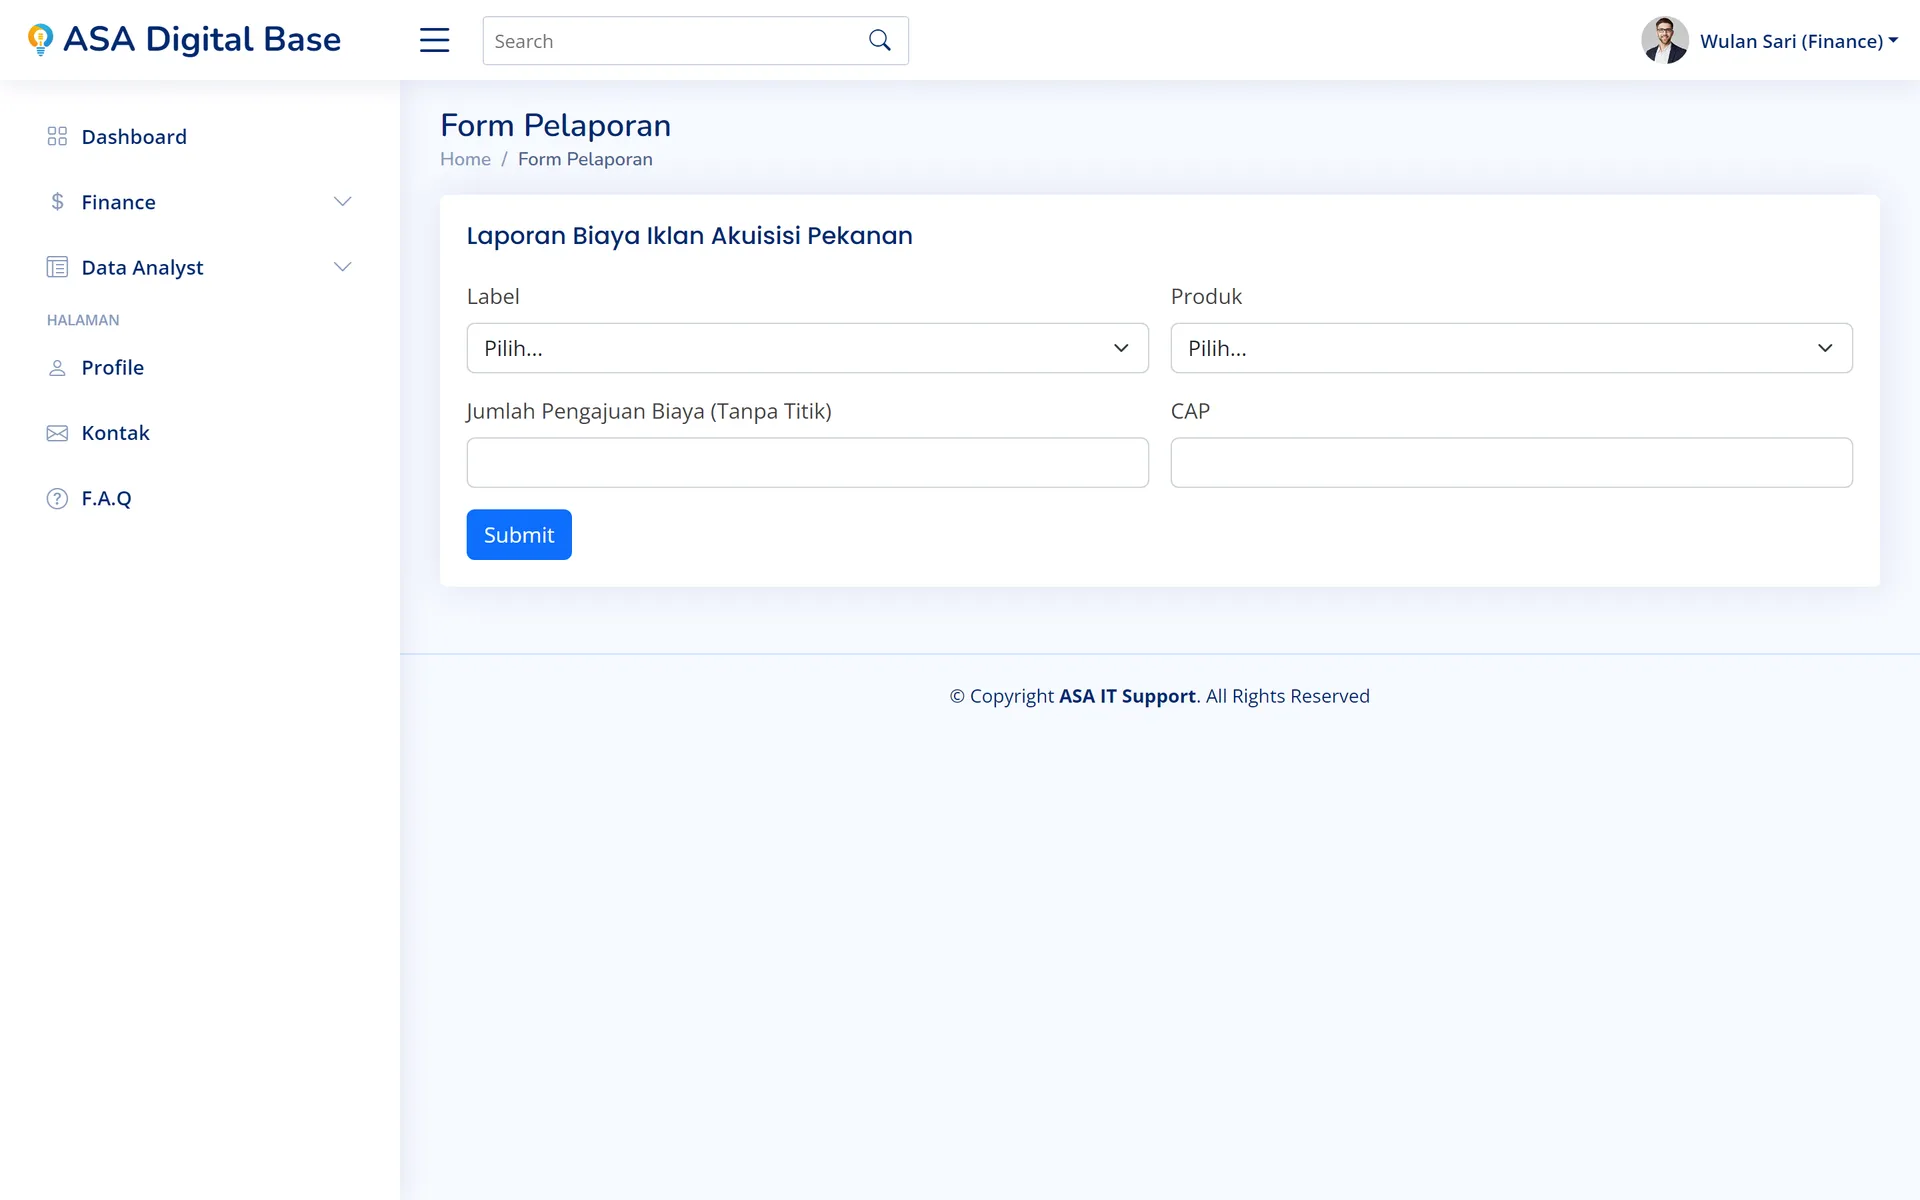 ASA Digital Base
Search
Wulan Sari (Finance)
Dashboard
Finance
Data Analyst
HALAMAN
Profile
Kontak
F.A.Q
Form Pelaporan
Home / Form Pelaporan
Laporan Biaya Iklan Akuisisi Pekanan
Label
Pilih...
Produk
Pilih...
Jumlah Pengajuan Biaya (Tanpa Titik)
CAP
Submit
© Copyright ASA IT Support. All Rights Reserved